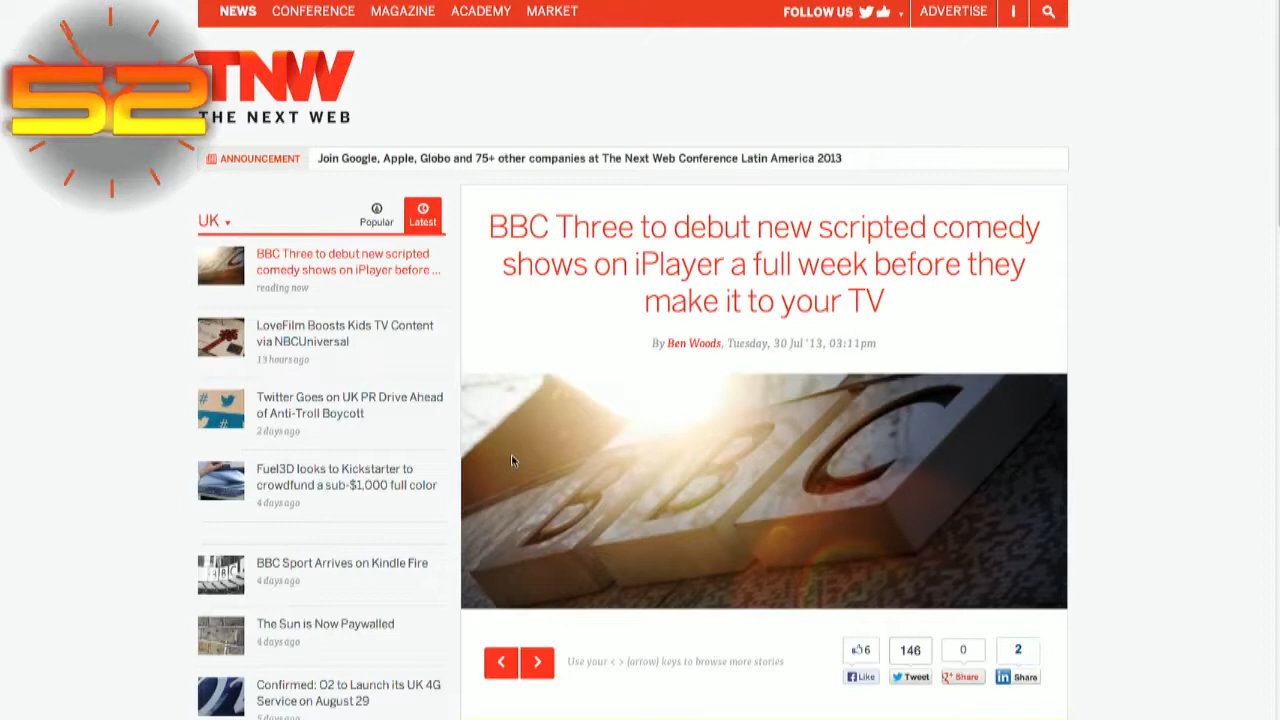 NEWS CONFERENCE MAGAZINE ACADEMY MARKET FOLLOW US ADVERTISE i
52
TNW
THE NEXT WEB
ANNOUNCEMENT Join Google, Apple, Globo and 75+ other companies at The Next Web Conference Latin America 2013
UK Popular Latest
BBC Three to debut new scripted
comedy shows on iPlayer before ...
reading now
LoveFilm Boosts Kids TV Content
via NBCUniversal
13 hours ago
Twitter Goes on UK PR Drive Ahead
of Anti-Troll Boycott
2 days ago
Fuel3D looks to Kickstarter to
crowdfund a sub-$1,000 full color
4 days ago
BBC Sport Arrives on Kindle Fire
4 days ago
The Sun is Now Paywalled
4 days ago
Confirmed: O2 to Launch its UK 4G
Service on August 29
5 days ago
BBC Three to debut new scripted comedy
shows on iPlayer a full week before they
make it to your TV
By Ben Woods, Tuesday, 30 Jul '13, 03:11pm
BBC
< > Use your < > (arrow) keys to browse more stories
6 146 0 2
Like Tweet Share Share